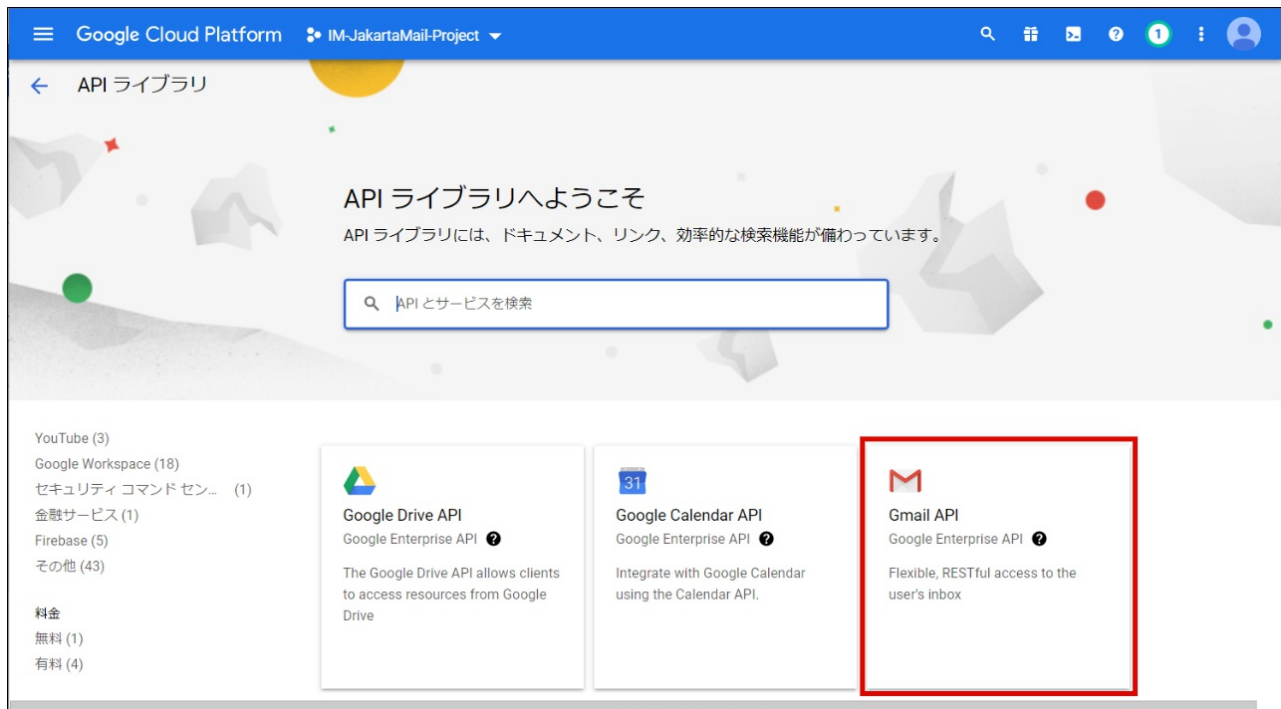 Google Cloud Platform IM-JakartaMail-Project 1
API ライブラリ
API ライブラリへようこそ
API ライブラリには、ドキュメント、リンク、効率的な検索機能が備わっています。
API とサービスを検索
YouTube (3)
Google Workspace (18)
セキュリティ コマンド セン... (1)
金融サービス (1)
Firebase (5)
その他 (43)
料金
無料 (1)
有料 (4)
Google Drive API
Google Enterprise API
The Google Drive API allows clients
to access resources from Google
Drive
31
Google Calendar API
Google Enterprise API
Integrate with Google Calendar
using the Calendar API.
Gmail API
Google Enterprise API
Flexible, RESTful access to the
user's inbox